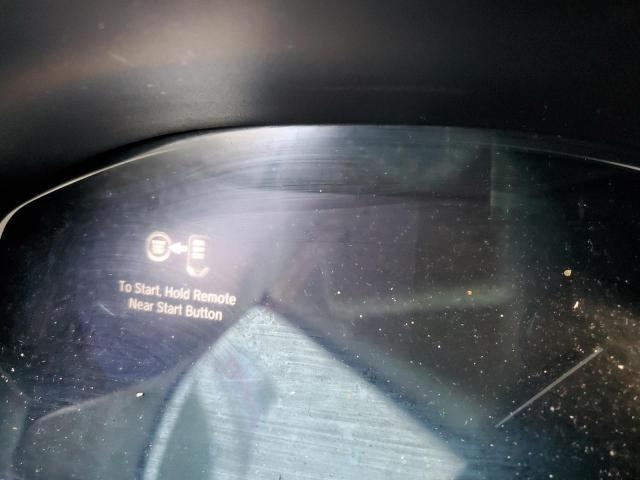 To Start, Hold Remote
Near Start Button